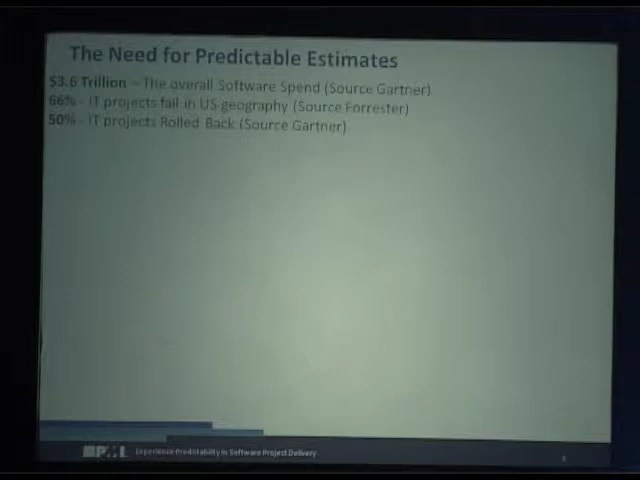 The Need for Predictable Estimates
$3.6 Trillion – The overall Software Spend (Source Gartner)
66% - IT projects fail in US geography (Source Forrester)
50% - IT projects Rolled Back (Source Gartner)
Experience Predictability in Software Project Delivery